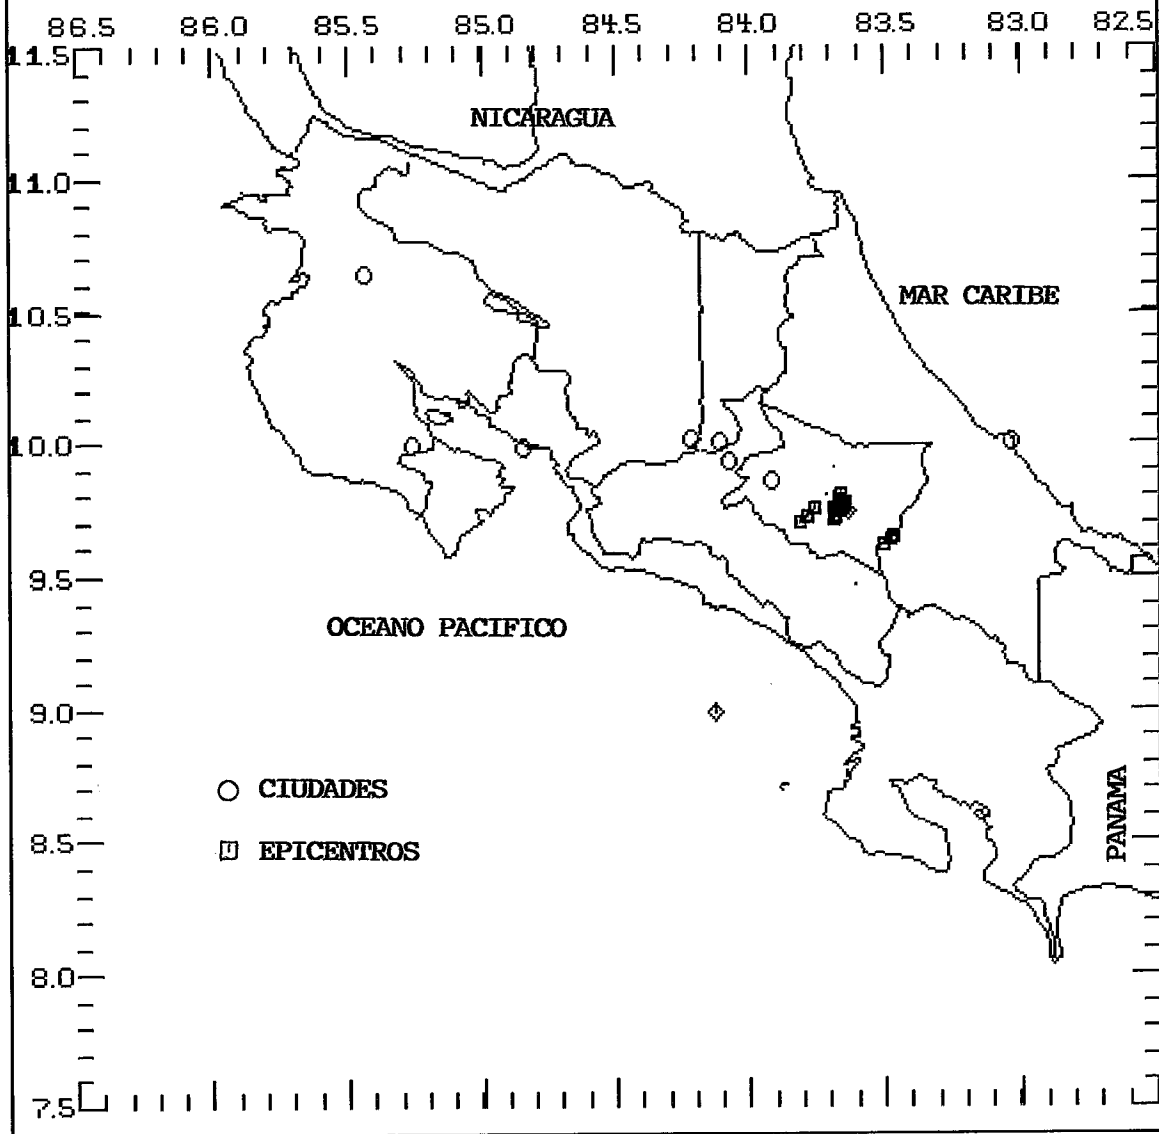 86.5 86.0 85.5 85.0 84.5 84.0 83.5 83.0 82.5
11.5
NICARAGUA
11.0
MAR CARIBE
10.5
10.0
9.5
OCEANO PACIFICO
9.0
CIUDADES
PANAMA
8.5
EPICENTROS
8.0
7.5